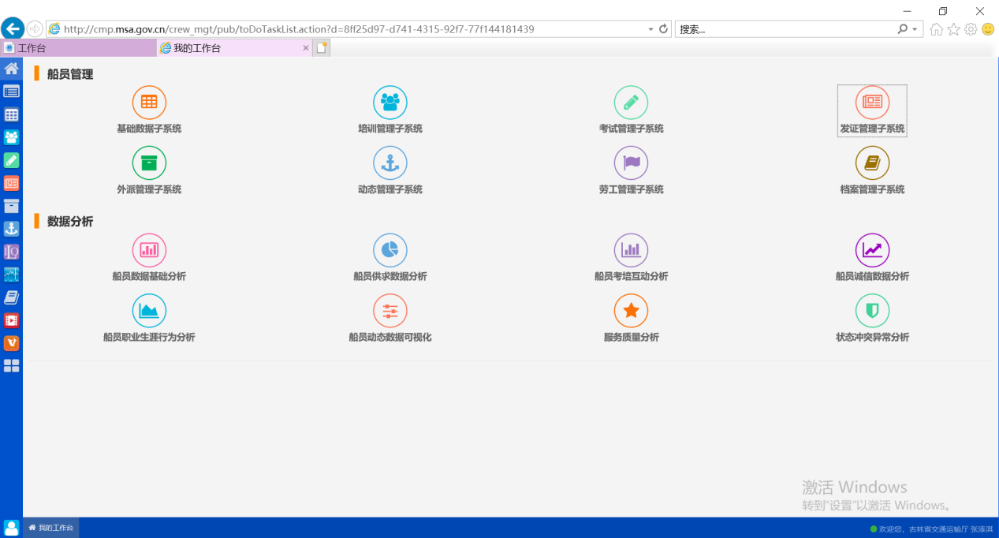 http://cmp.msa.gov.cn/crew_mgt/pub/toDoTaskList.action?d=8ff25d97-d741-4315-92f7-77f144181439
搜索...
工作台
我的工作台
船员管理
基础数据子系统
培训管理子系统
考试管理子系统
发证管理子系统
外派管理子系统
动态管理子系统
劳工管理子系统
档案管理子系统
数据分析
船员数据基础分析
船员供求数据分析
船员考培互动分析
船员诚信数据分析
船员职业生涯行为分析
船员动态数据可视化
服务质量分析
状态冲突异常分析
激活 Windows
转到"设置"以激活 Windows。
我的工作台
欢迎您，吉林省交通运输厅 张添淇